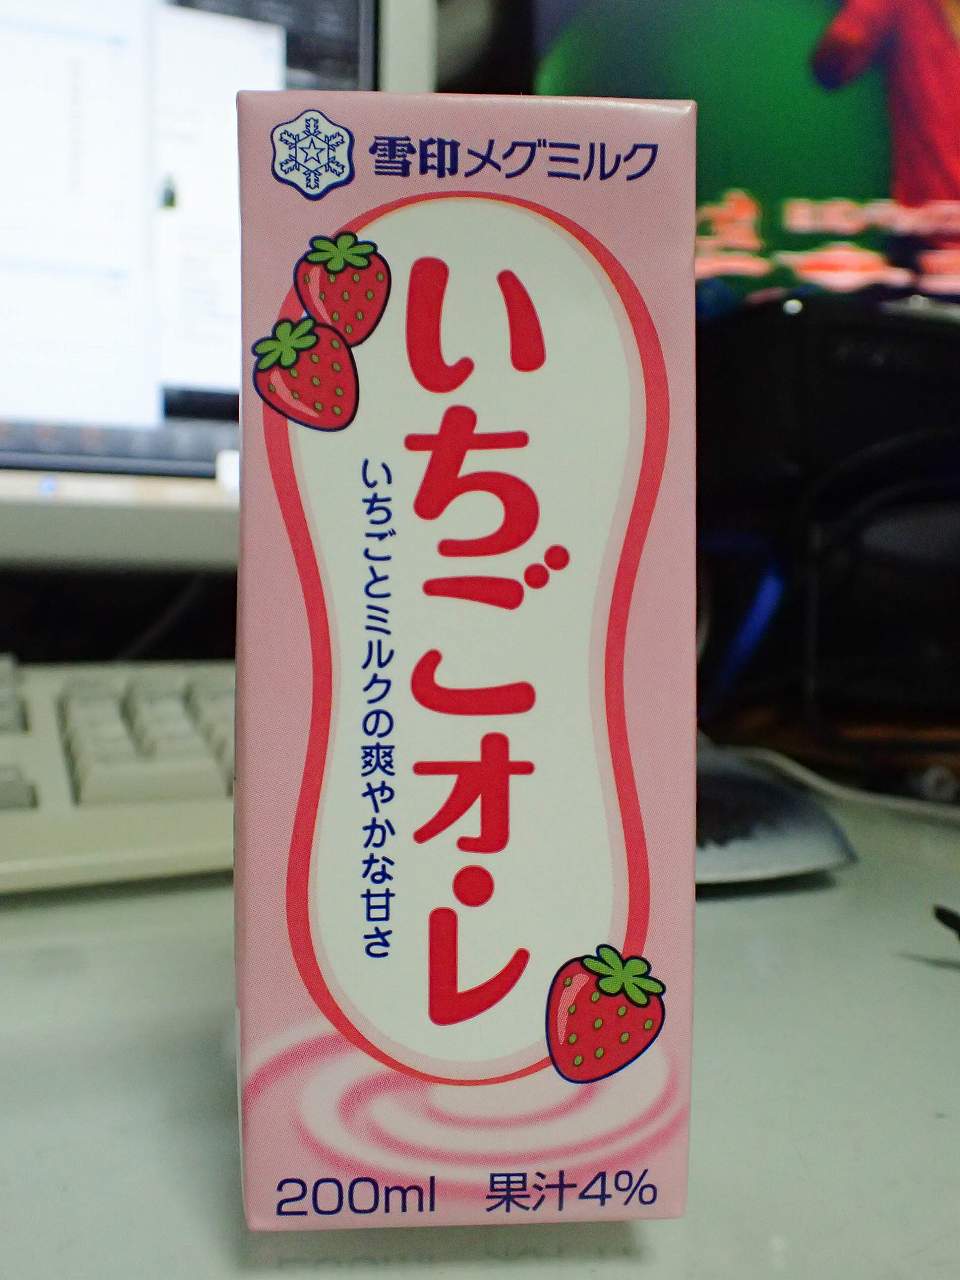 雪印メグミルク
いちごオ・レ
いちごとミルクの爽やかな甘さ
200ml 果汁4%